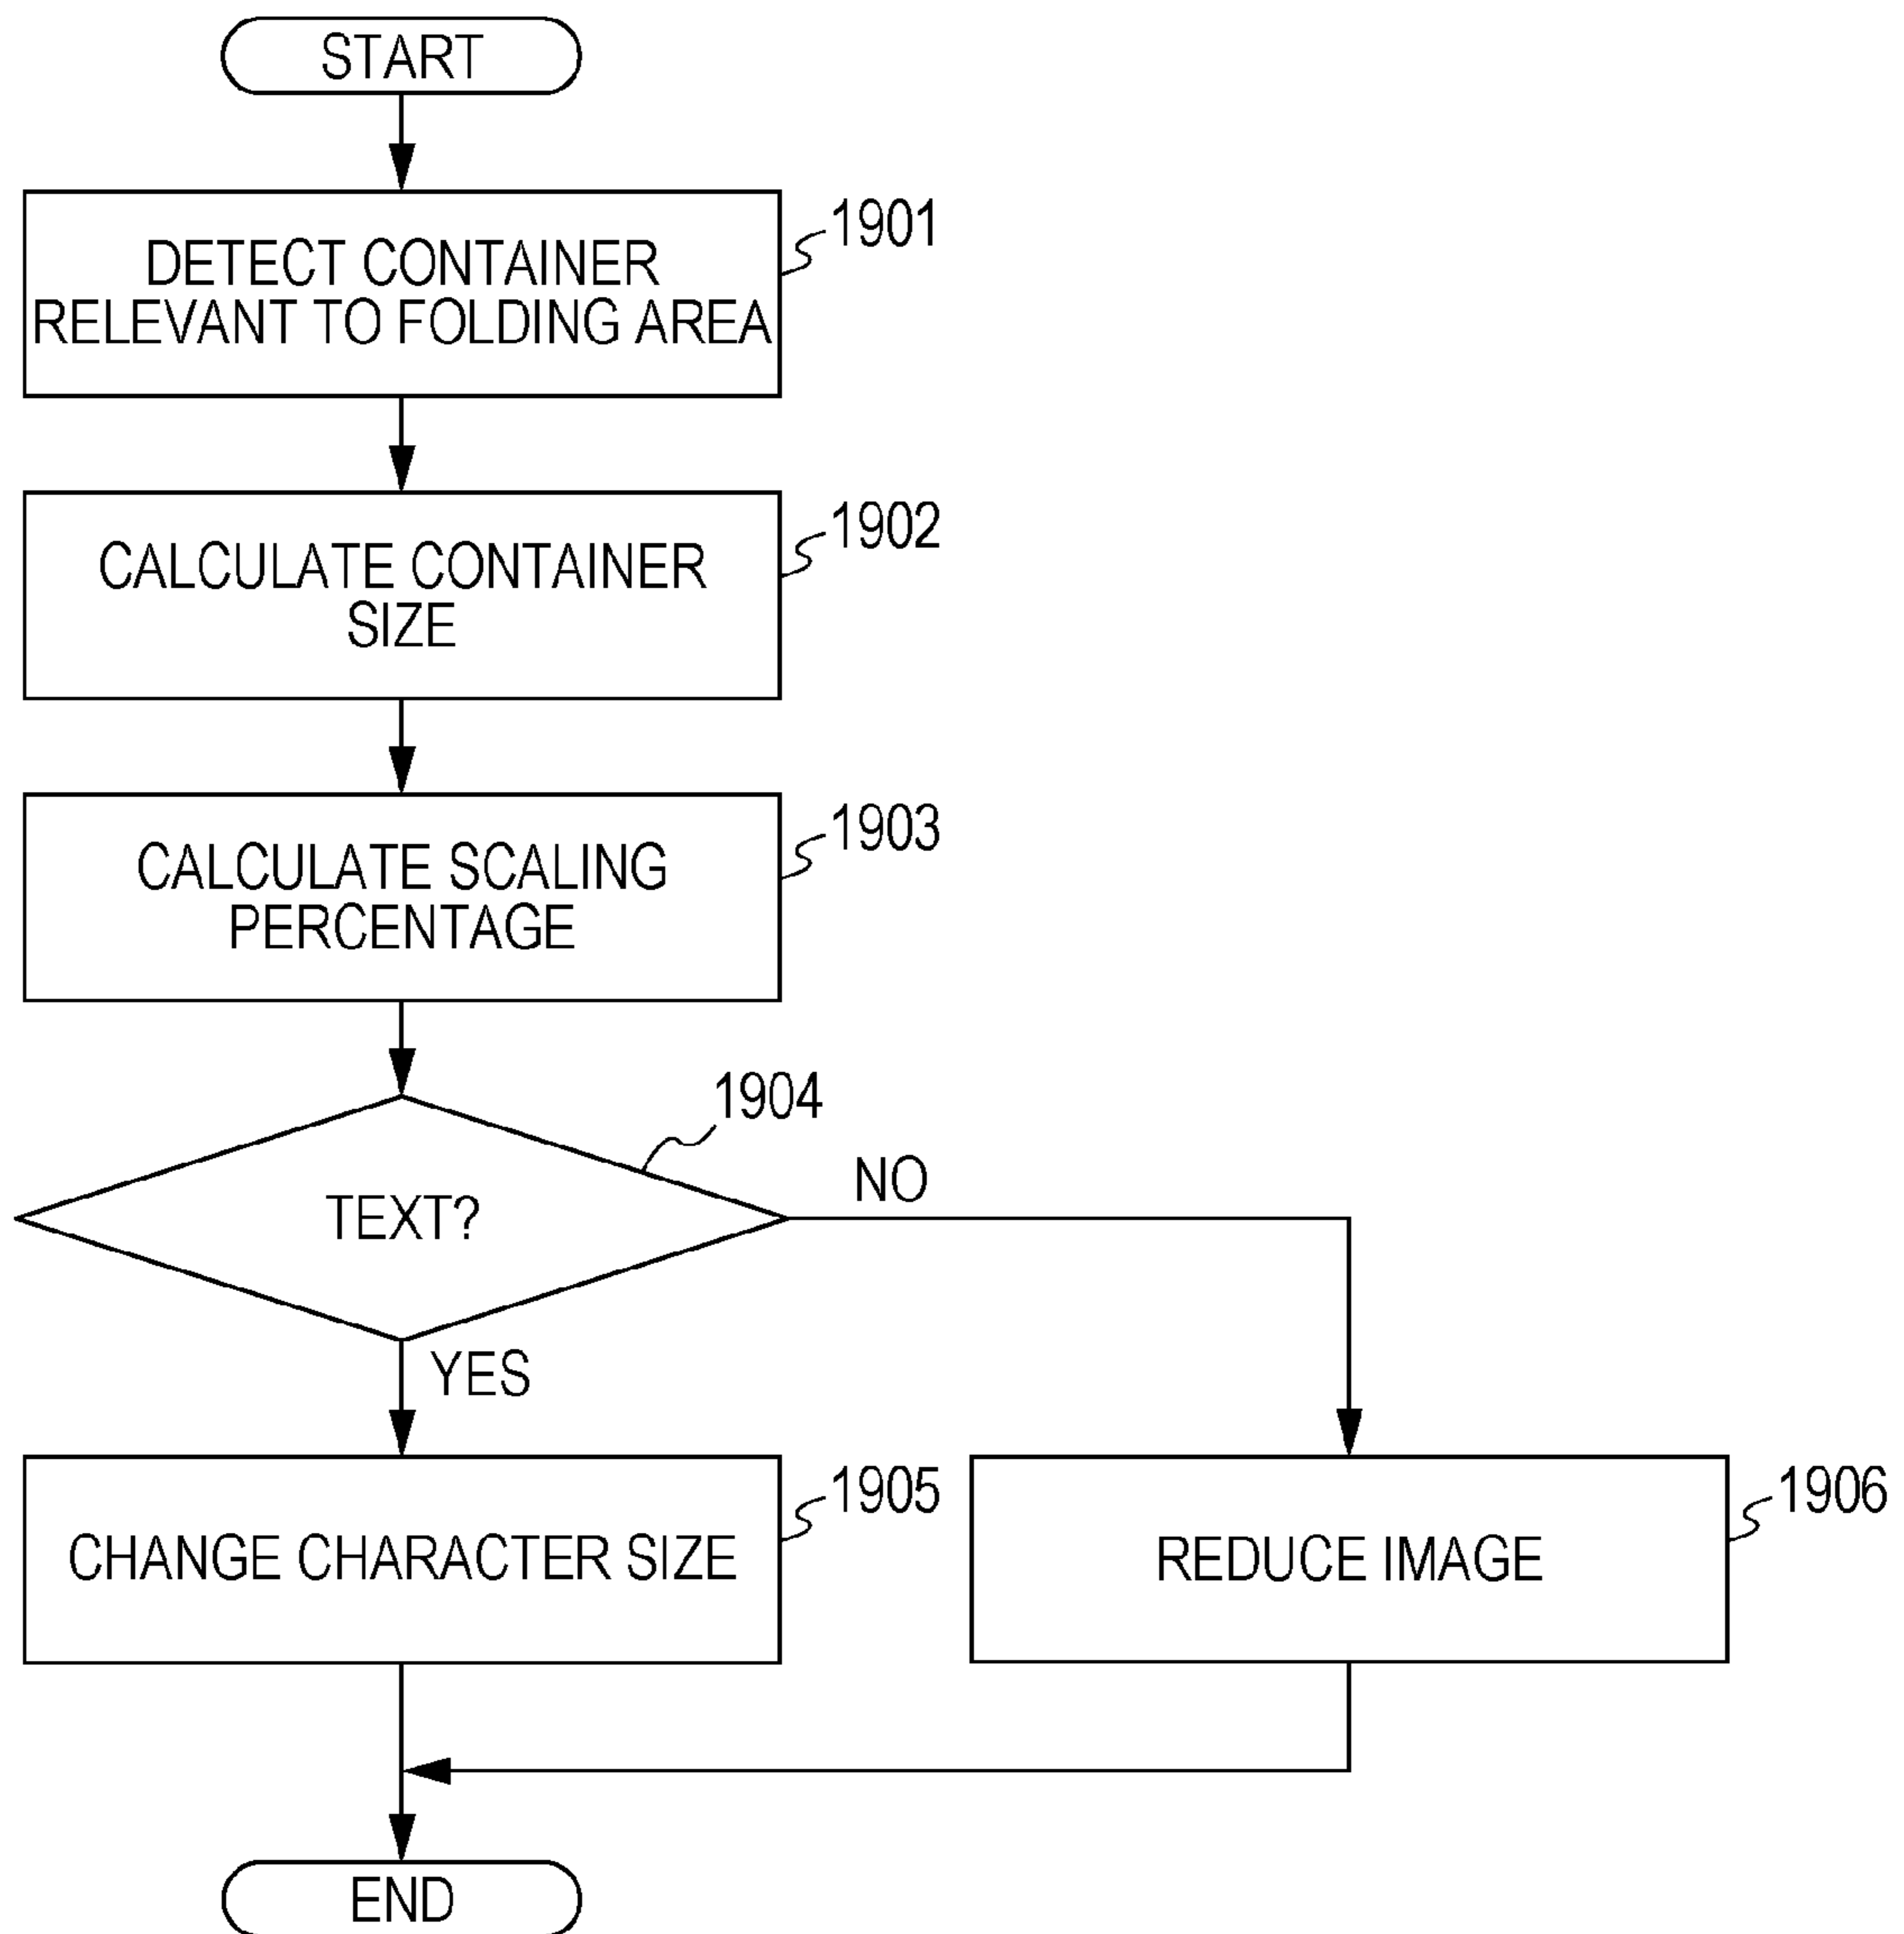 START
DETECT CONTAINER
RELEVANT TO FOLDING AREA
1901
CALCULATE CONTAINER
SIZE
1902
CALCULATE SCALING
PERCENTAGE
1903
TEXT?
1904
NO
YES
CHANGE CHARACTER SIZE
1905
REDUCE IMAGE
1906
END